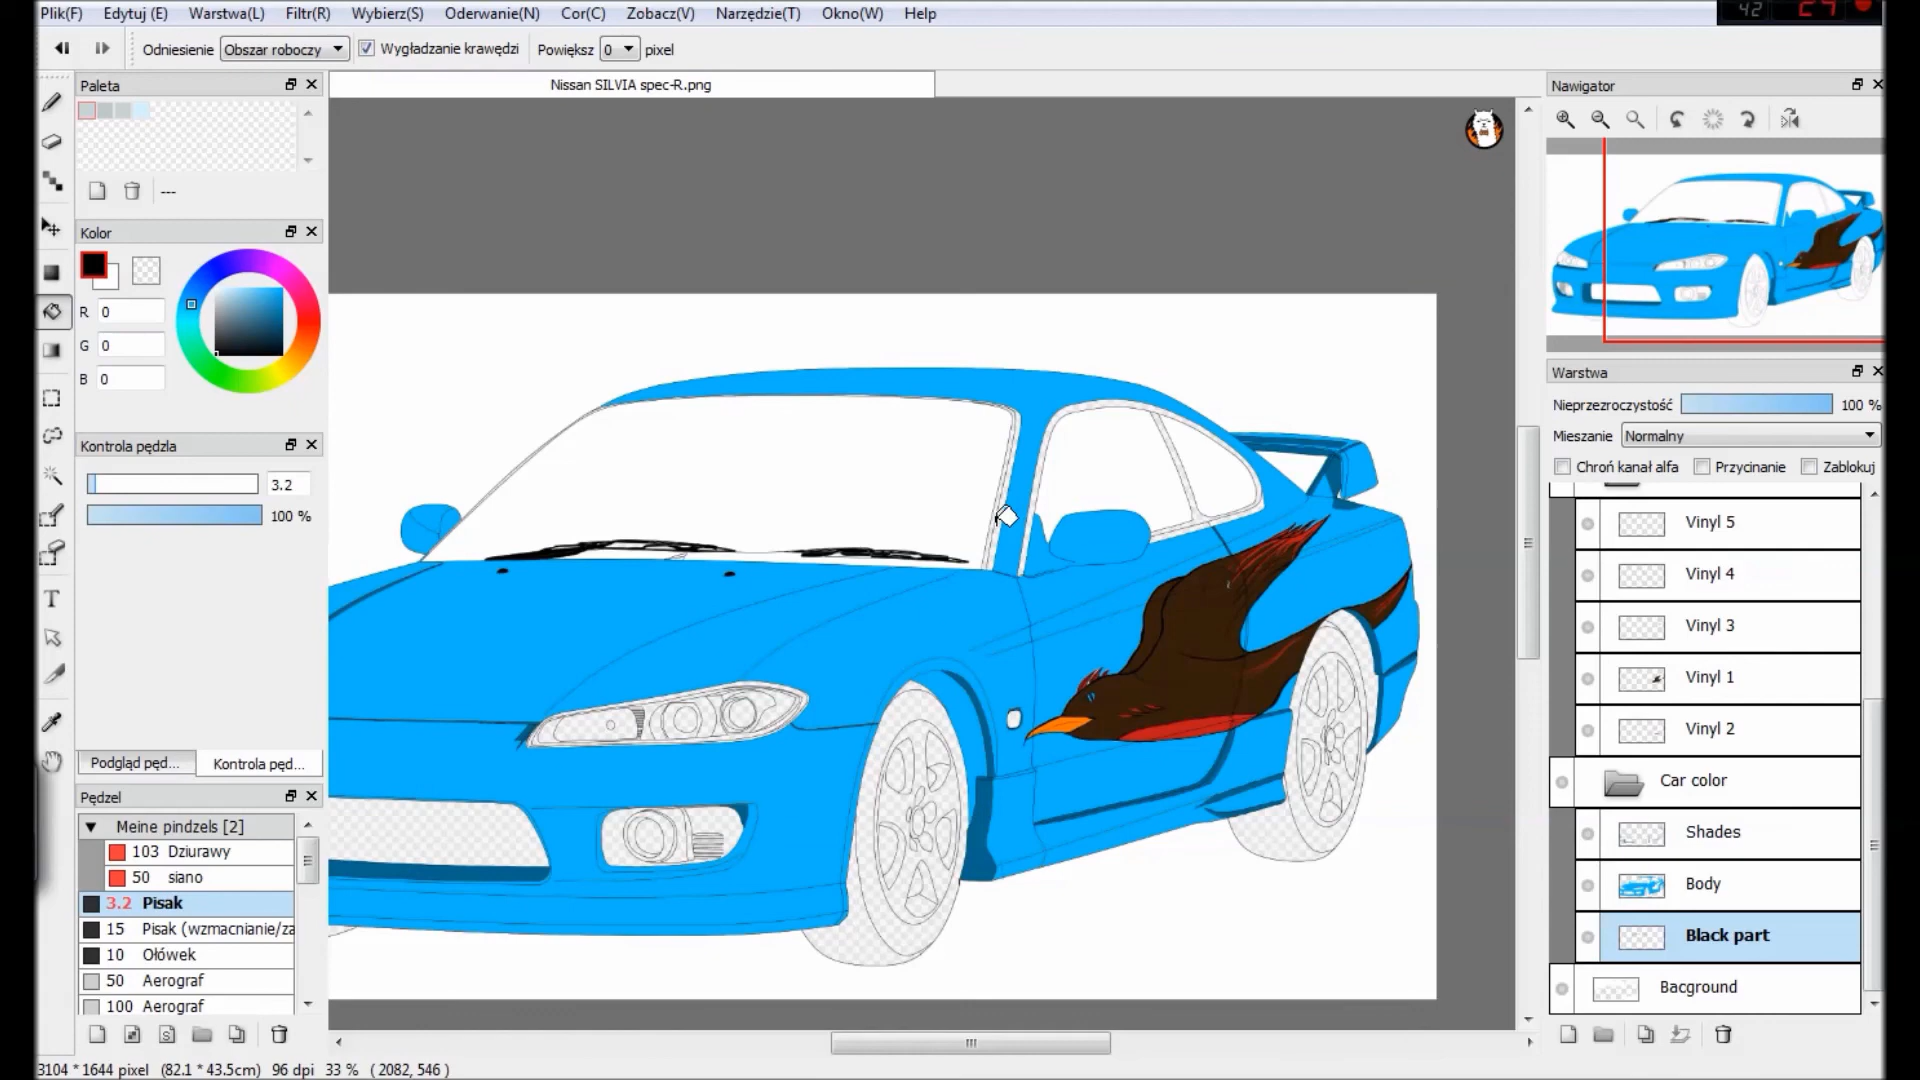 Plik(F) Edytuj (E) Warstwa(L) Filtr(R) Wybierz(S) Oderwanie(N) Cor(C) Zobacz(V) Narzędzie(T) Okno(W) Help
42
Odniesienie Obszar roboczy Wygładzanie krawędzi Powiększ 0 pixel
Paleta
Nissan SILVIA spec-R.png
Nawigator
---
Kolor
R 0
G 0
B 0
Warstwa
Nieprzezroczystość 100 %
Mieszanie Normalny
Chroń kanał alfa Przycinanie Zablokuj
Kontrola pędzla
3.2
100 %
Vinyl 5
Vinyl 4
Vinyl 3
Vinyl 1
Vinyl 2
Car color
Shades
Body
Black part
Bacground
Podgląd pęd... Kontrola pęd...
Pędzel
Meine pindzels [2]
103 Dziurawy
50 siano
3.2 Pisak
15 Pisak (wzmacnianie/za
10 Ołówek
50 Aerograf
100 Aerograf
T
S
3104 * 1644 pixel (82.1 * 43.5cm) 96 dpi 33 % ( 2082, 546 )